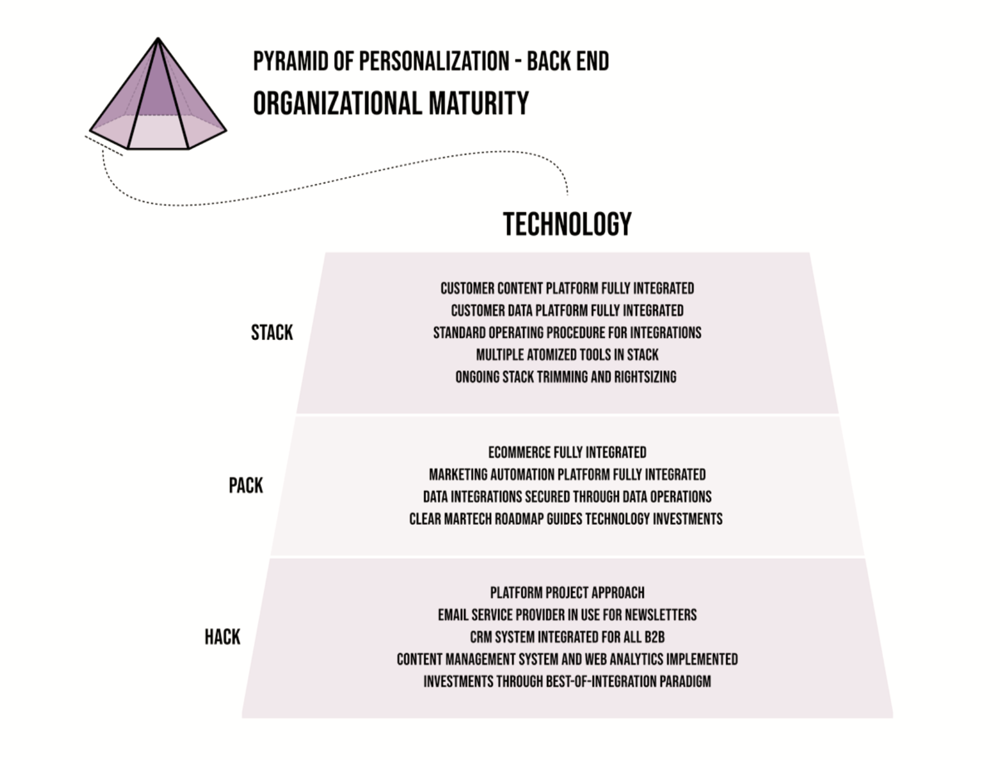 PYRAMID OF PERSONALIZATION - BACK END
ORGANIZATIONAL MATURITY
TECHNOLOGY
STACK
CUSTOMER CONTENT PLATFORM FULLY INTEGRATED
CUSTOMER DATA PLATFORM FULLY INTEGRATED
STANDARD OPERATING PROCEDURE FOR INTEGRATIONS
MULTIPLE ATOMIZED TOOLS IN STACK
ONGOING STACK TRIMMING AND RIGHTSIZING
PACK
ECOMMERCE FULLY INTEGRATED
MARKETING AUTOMATION PLATFORM FULLY INTEGRATED
DATA INTEGRATIONS SECURED THROUGH DATA OPERATIONS
CLEAR MARTECH ROADMAP GUIDES TECHNOLOGY INVESTMENTS
HACK
PLATFORM PROJECT APPROACH
EMAIL SERVICE PROVIDER IN USE FOR NEWSLETTERS
CRM SYSTEM INTEGRATED FOR ALL B2B
CONTENT MANAGEMENT SYSTEM AND WEB ANALYTICS IMPLEMENTED
INVESTMENTS THROUGH BEST-OF-INTEGRATION PARADIGM